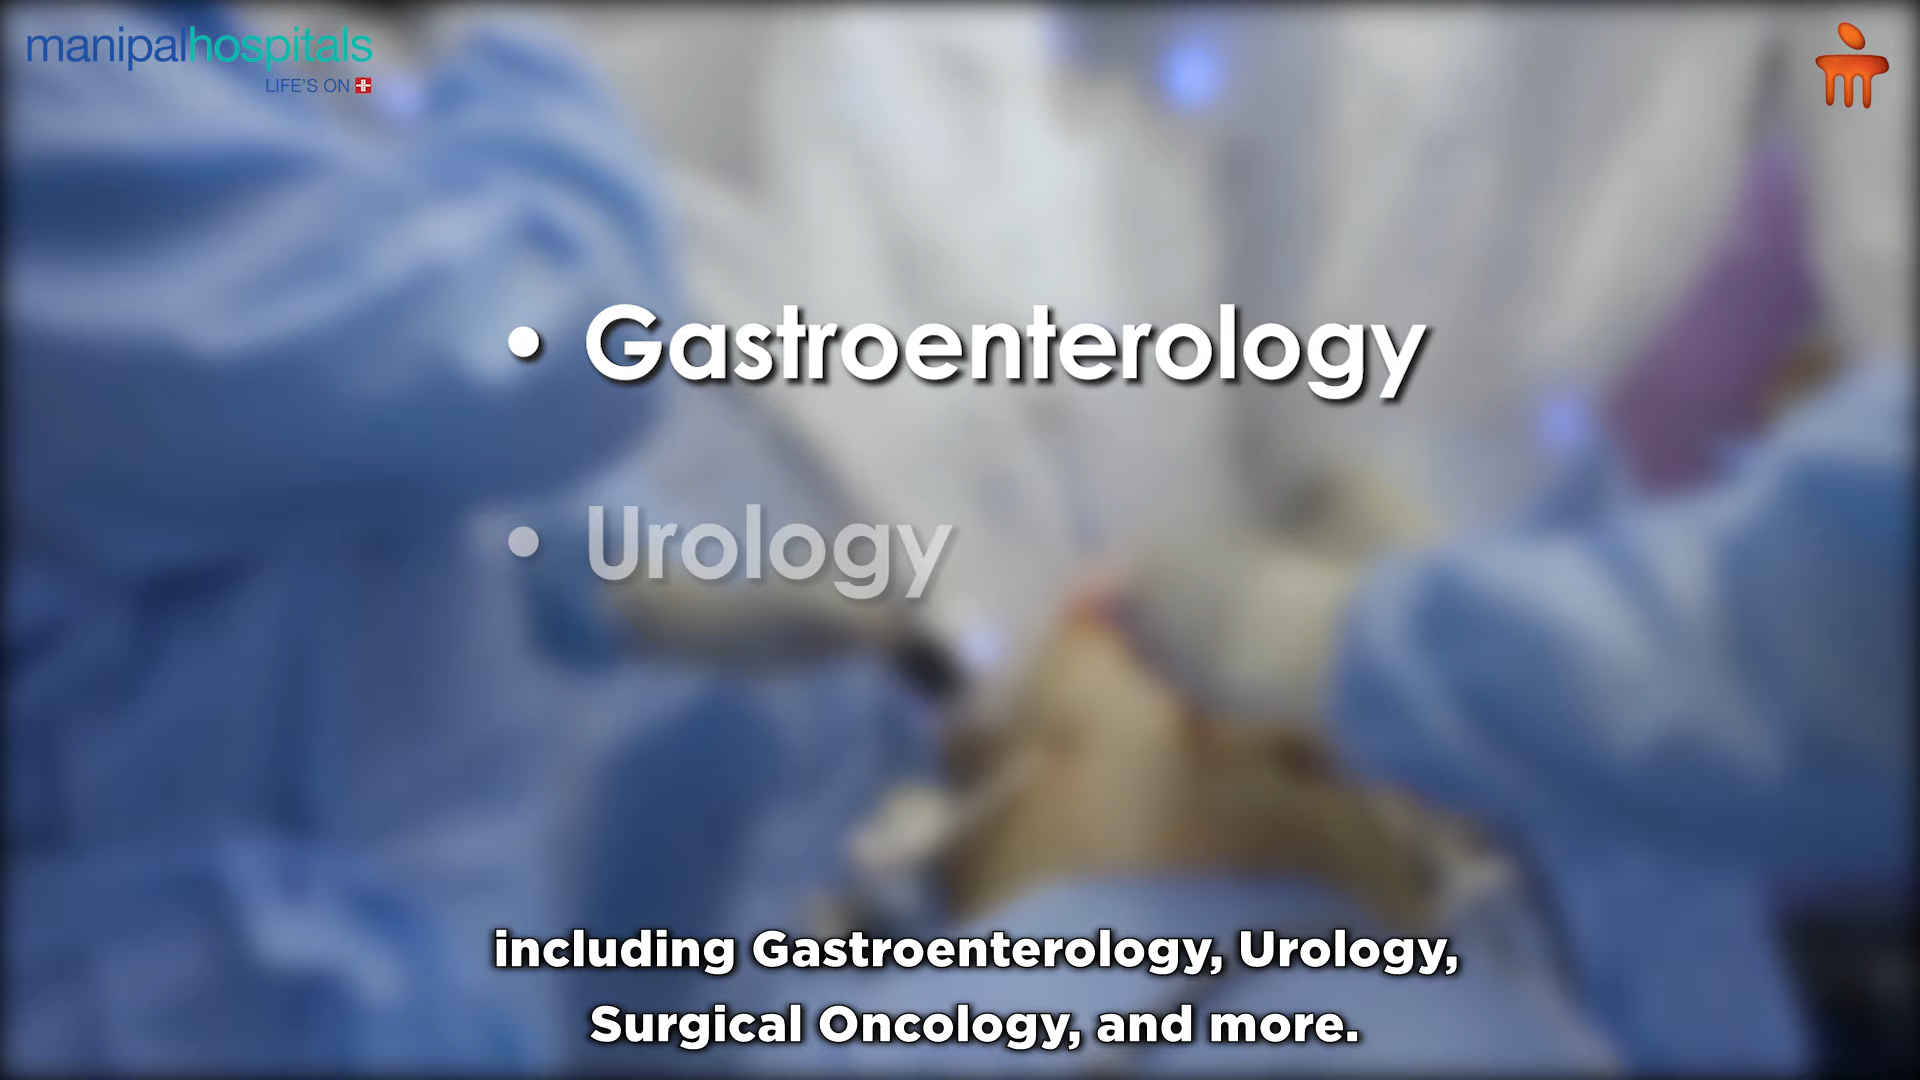 manipalhospitals
LIFE'S ON
• Gastroenterology
• Urology
including Gastroenterology, Urology,
Surgical Oncology, and more.